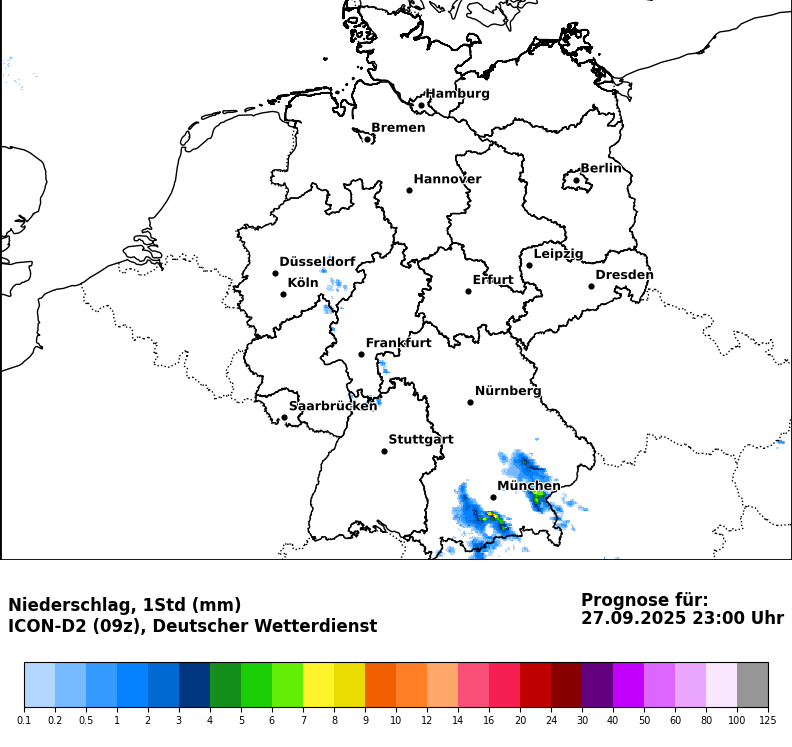 Hamburg
Bremen
Berlin
Hannover
Leipzig
Düsseldorf
Dresden
Köln
Erfurt
Frankfurt
Nürnberg
Saarbrücken
Stuttgart
München
Niederschlag, 1Std (mm)
ICON-D2 (09z), Deutscher Wetterdienst
Prognose für:
27.09.2025 23:00 Uhr
0.1 0.2 0.5 1 2 3 4 5 6 7 8 9 10 12 14 16 20 24 30 40 50 60 80 100 125